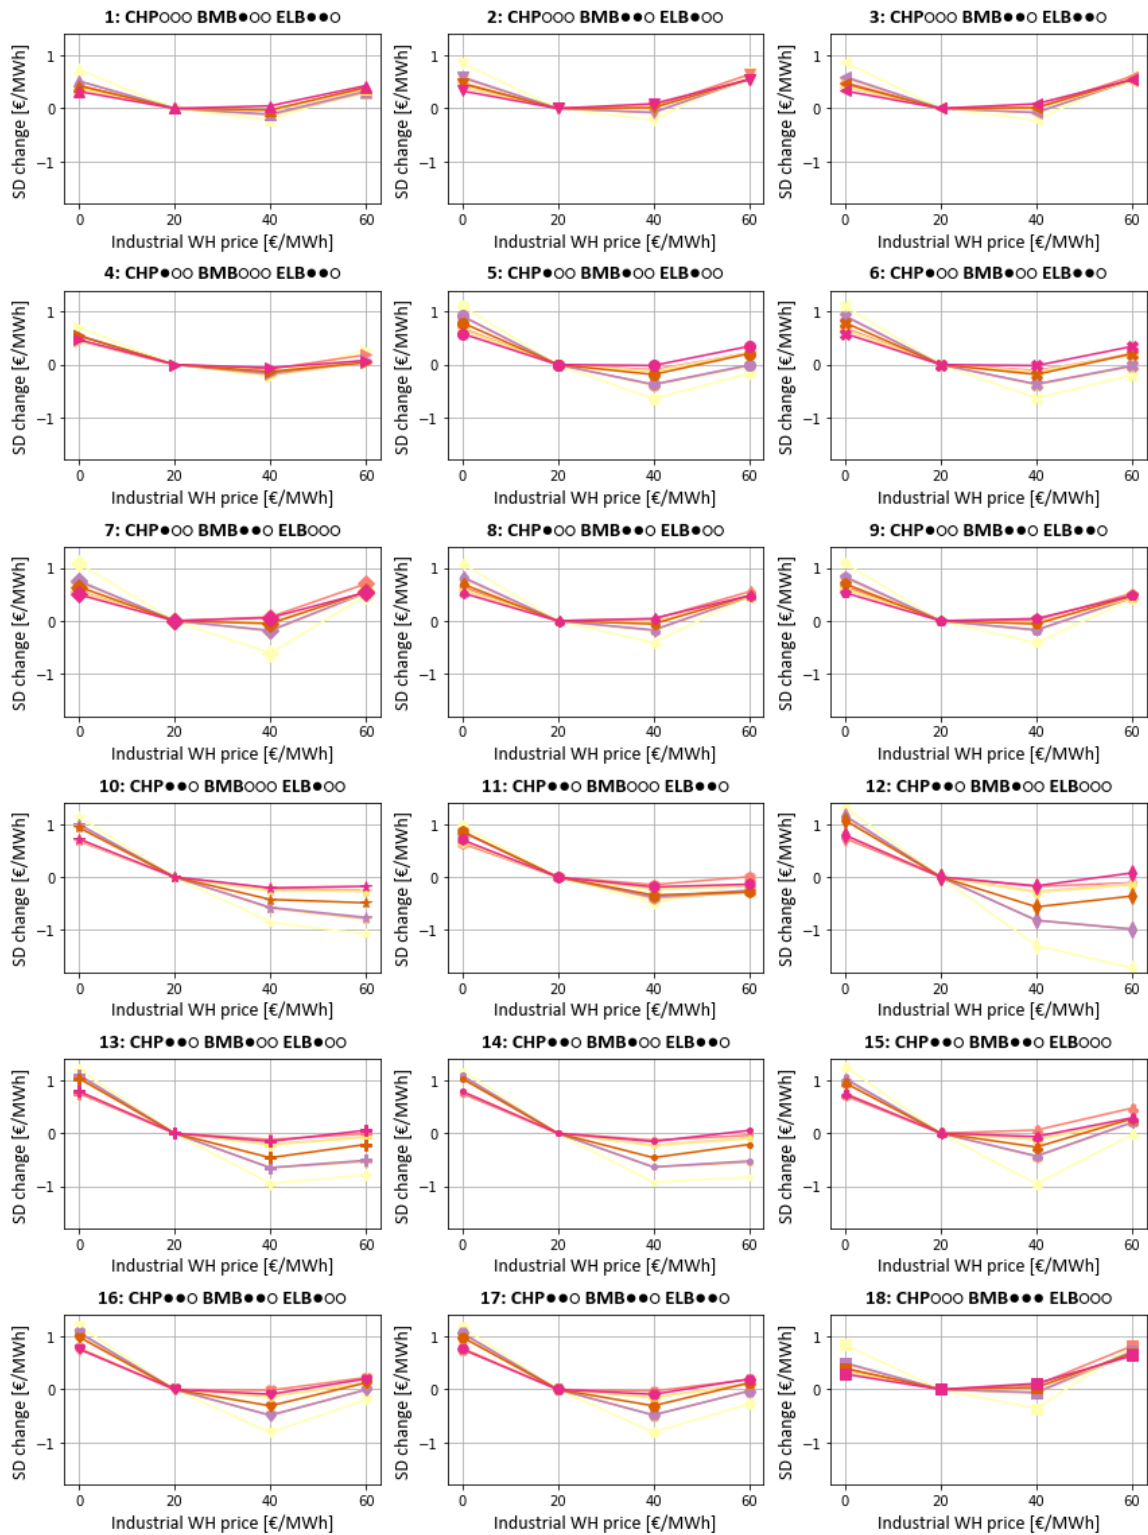 1: CHP○○○ BMB●○○ ELB●●○
2: CHP○○○ BMB●●○ ELB●○○
3: CHP○○○ BMB●●○ ELB●●○
SD change [€/MWh]
1
0
−1
0
20
40
60
Industrial WH price [€/MWh]
SD change [€/MWh]
1
0
−1
0
20
40
60
Industrial WH price [€/MWh]
SD change [€/MWh]
1
0
−1
0
20
40
60
Industrial WH price [€/MWh]
4: CHP●○○ BMB○○○ ELB●●○
5: CHP●○○ BMB●○○ ELB●○○
6: CHP●○○ BMB●○○ ELB●●○
SD change [€/MWh]
1
0
−1
0
20
40
60
Industrial WH price [€/MWh]
SD change [€/MWh]
1
0
−1
0
20
40
60
Industrial WH price [€/MWh]
SD change [€/MWh]
1
0
−1
0
20
40
60
Industrial WH price [€/MWh]
7: CHP●○○ BMB●●○ ELB○○○
8: CHP●○○ BMB●●○ ELB●○○
9: CHP●○○ BMB●●○ ELB●●○
SD change [€/MWh]
1
0
−1
0
20
40
60
Industrial WH price [€/MWh]
SD change [€/MWh]
1
0
−1
0
20
40
60
Industrial WH price [€/MWh]
SD change [€/MWh]
1
0
−1
0
20
40
60
Industrial WH price [€/MWh]
10: CHP●●○ BMB○○○ ELB●○○
11: CHP●●○ BMB○○○ ELB●●○
12: CHP●●○ BMB●○○ ELB○○○
SD change [€/MWh]
1
0
−1
0
20
40
60
Industrial WH price [€/MWh]
SD change [€/MWh]
1
0
−1
0
20
40
60
Industrial WH price [€/MWh]
SD change [€/MWh]
1
0
−1
0
20
40
60
Industrial WH price [€/MWh]
13: CHP●●○ BMB●○○ ELB●○○
14: CHP●●○ BMB●○○ ELB●●○
15: CHP●●○ BMB●●○ ELB○○○
SD change [€/MWh]
1
0
−1
0
20
40
60
Industrial WH price [€/MWh]
SD change [€/MWh]
1
0
−1
0
20
40
60
Industrial WH price [€/MWh]
SD change [€/MWh]
1
0
−1
0
20
40
60
Industrial WH price [€/MWh]
16: CHP●●○ BMB●●○ ELB●○○
17: CHP●●○ BMB●●○ ELB●●○
18: CHP○○○ BMB●●● ELB○○○
SD change [€/MWh]
1
0
−1
0
20
40
60
Industrial WH price [€/MWh]
SD change [€/MWh]
1
0
−1
0
20
40
60
Industrial WH price [€/MWh]
SD change [€/MWh]
1
0
−1
0
20
40
60
Industrial WH price [€/MWh]